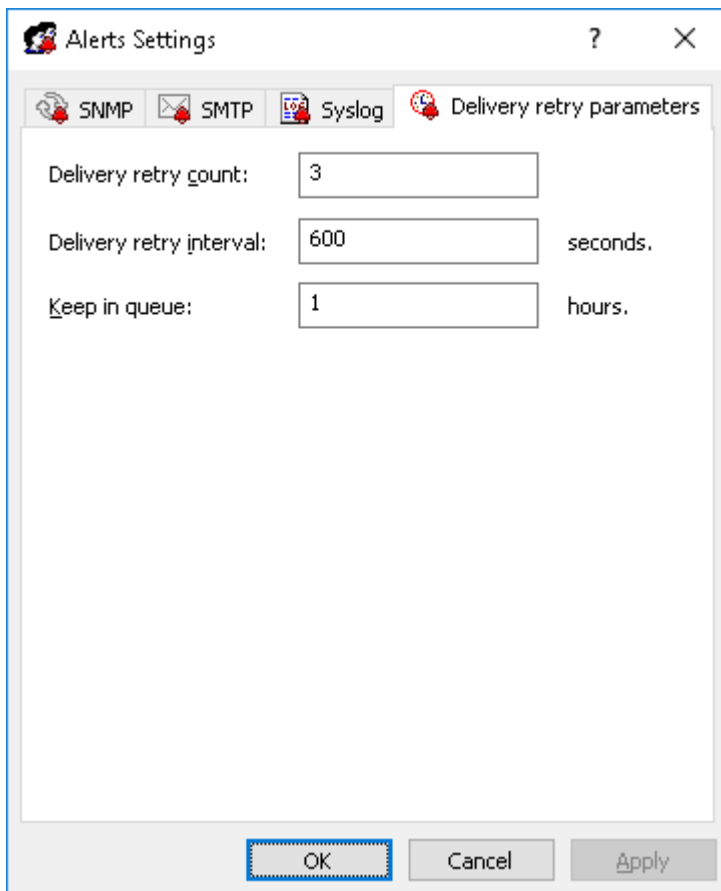 Alerts Settings ?
SNMP SMTP Syslog Delivery retry parameters
Delivery retry count: 3
Delivery retry interval: 600 seconds.
Keep in queue: 1 hours.
OK Cancel Apply